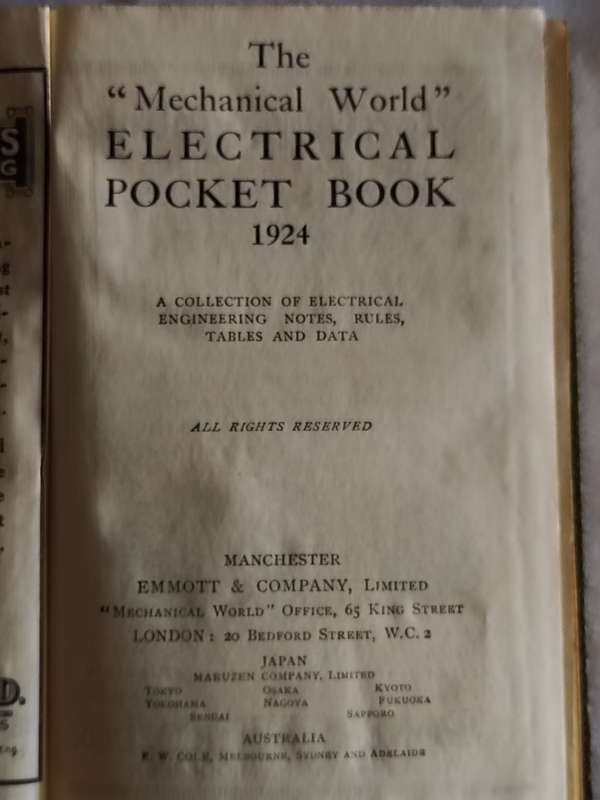 The
“Mechanical World”
ELECTRICAL
POCKET BOOK
1924
A COLLECTION OF ELECTRICAL
ENGINEERING NOTES, RULES,
TABLES AND DATA
ALL RIGHTS RESERVED
MANCHESTER
EMMOTT & COMPANY, LIMITED
“MECHANICAL WORLD” OFFICE, 65 KING STREET
LONDON: 20 BEDFORD STREET, W.C. 2
JAPAN
MARUZEN COMPANY, LIMITED
TOKYO OSAKA KYOTO
YOKOHAMA NAGOYA FUKUOKA
SENDAI SAPPORO
AUSTRALIA
E. W. COLE, MELBOURNE, SYDNEY AND ADELAIDE